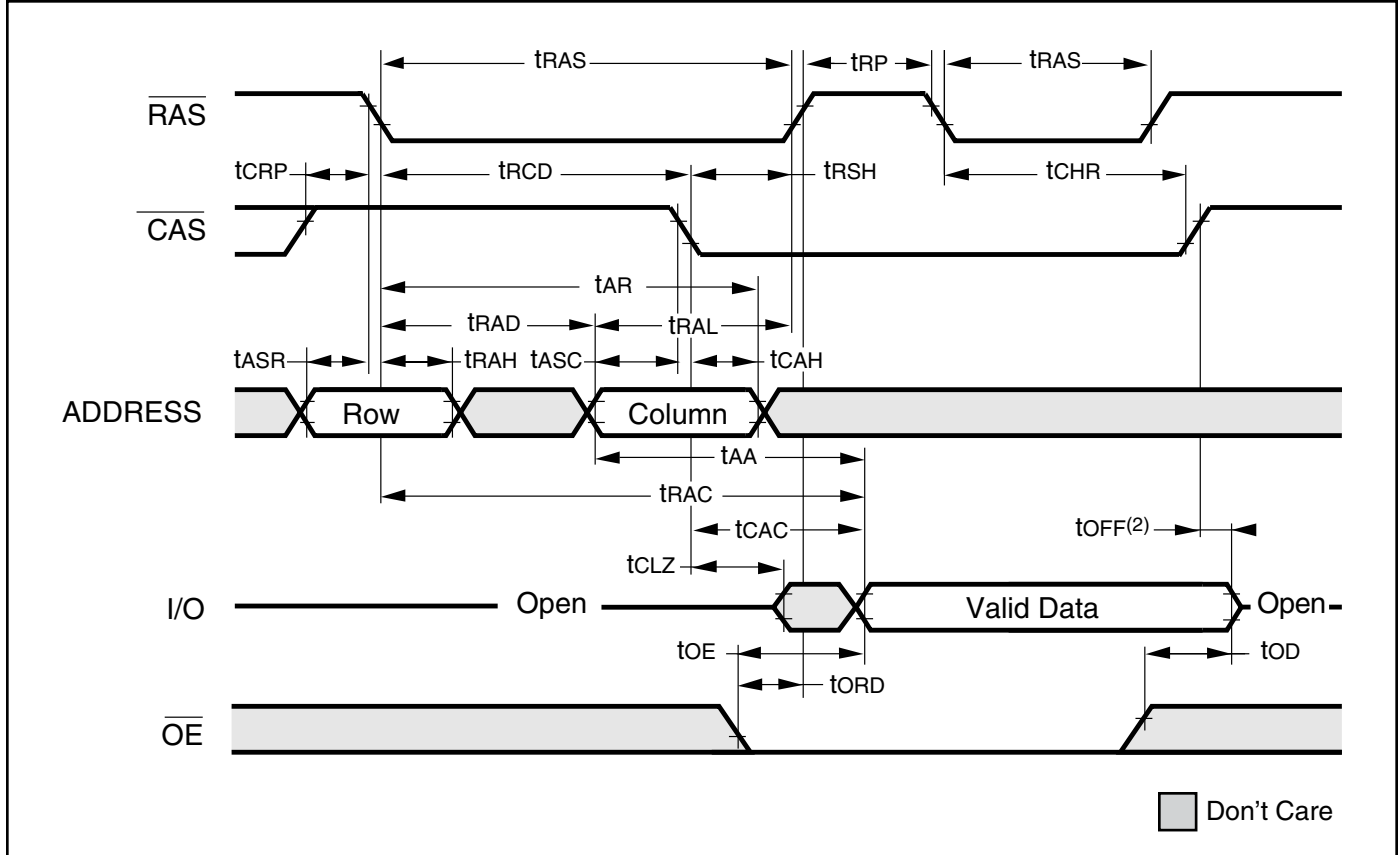 tRAS tRP tRAS
RAS
tCRP tRCD tRSH tCHR
CAS
tAR
tRAD tRAL
tASR tRAH tASC tCAH
ADDRESS Row Column
tAA
tRAC
tCAC tOFF(2)
tCLZ
I/O Open Valid Data Open
tOE tOD
tORD
OE
Don't Care